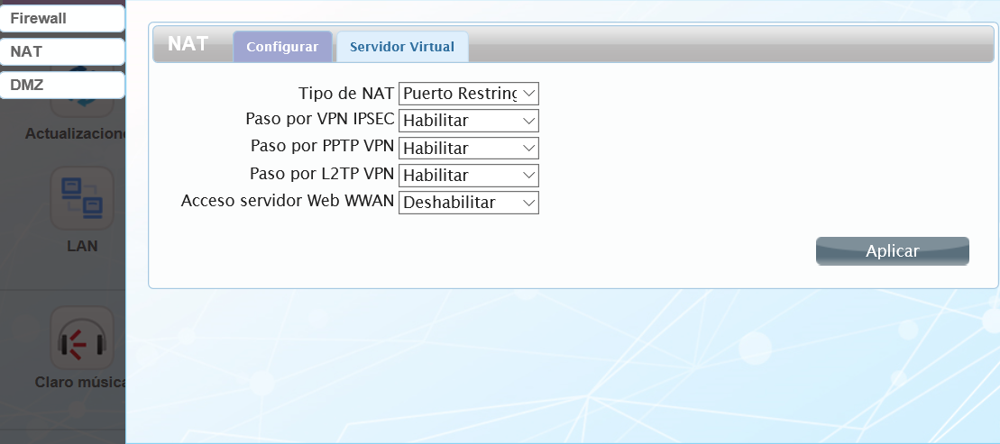 Firewall
NAT
DMZ
Actualizacion
LAN
Claro música
NAT
Configurar
Servidor Virtual
Tipo de NAT Puerto Restring
Paso por VPN IPSEC Habilitar
Paso por PPTP VPN Habilitar
Paso por L2TP VPN Habilitar
Acceso servidor Web WWAN Deshabilitar
Aplicar